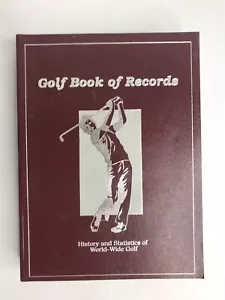 Golf Book of Records
History and Statistics of
World-Wide Golf